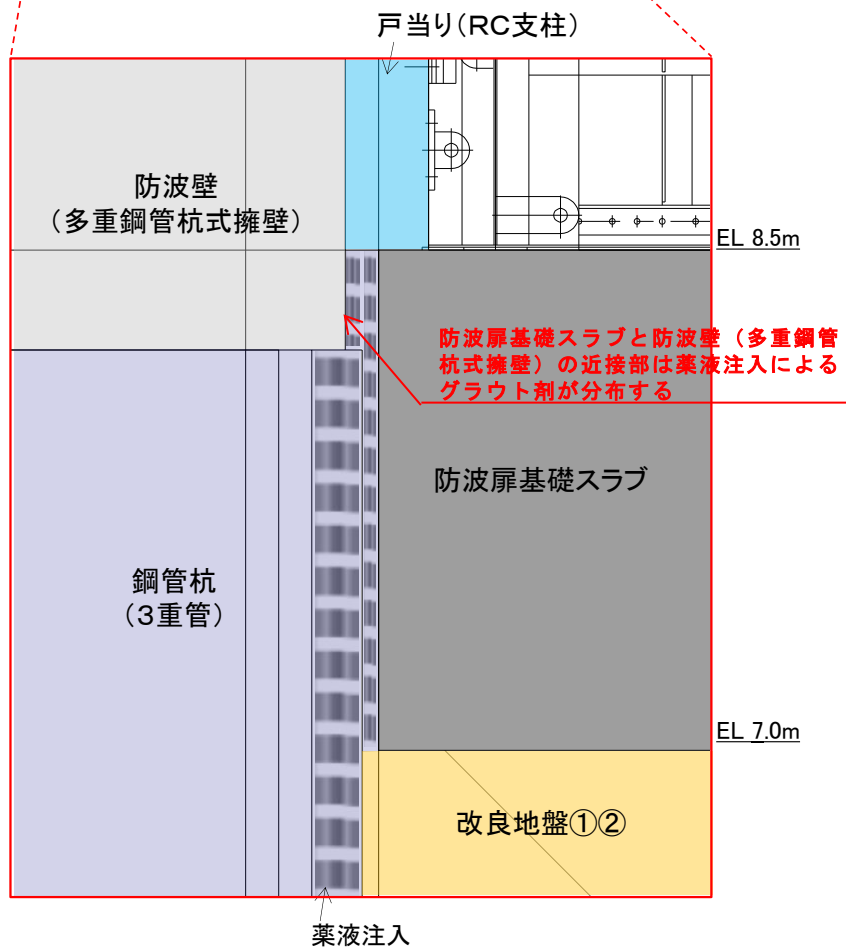 戸当り(RC支柱)
防波壁
(多重鋼管杭式擁壁)
EL 8.5m
防波扉基礎スラブと防波壁(多重鋼管
杭式擁壁)の近接部は薬液注入による
グラウト剤が分布する
防波扉基礎スラブ
鋼管杭
(3重管)
EL 7.0m
改良地盤①②
薬液注入